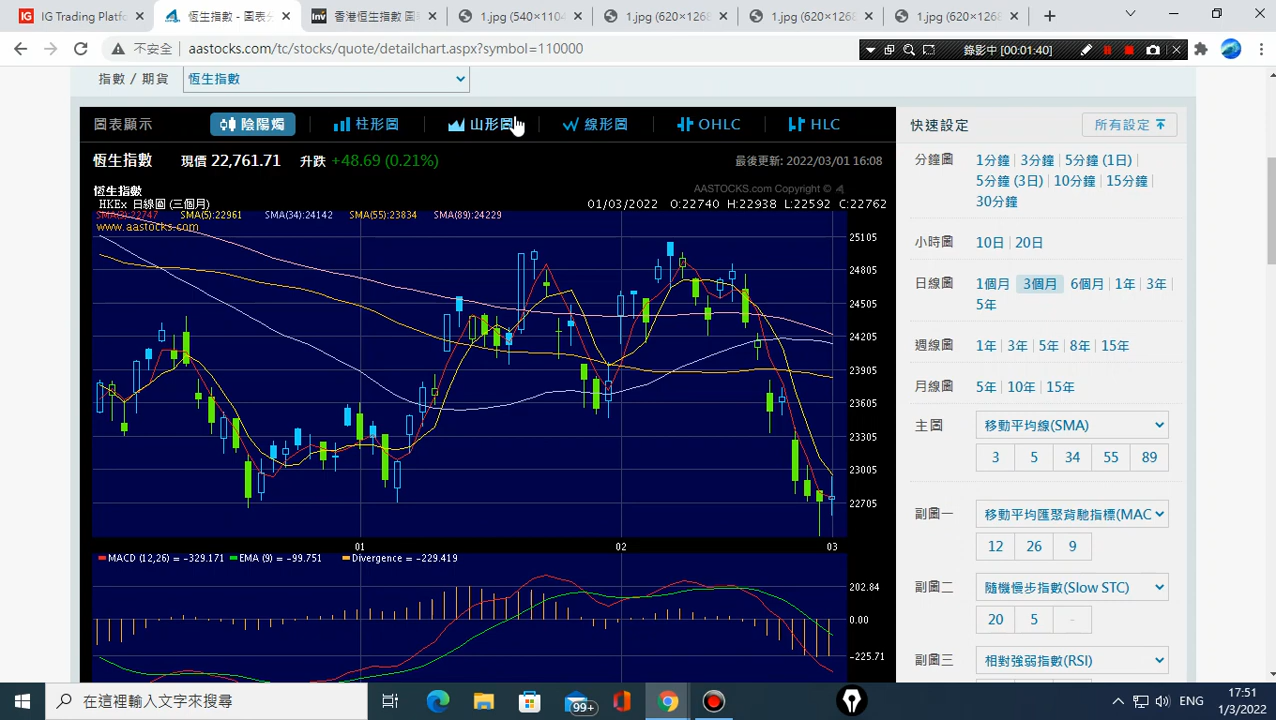 IG Trading Platfo
恆生指數 - 圖表分
香港恒生指數 圖
1.jpg (540×1104
1.jpg (620×126
1.jpg (620×1268
1.jpg (620×1268
不安全 aastocks.com/tc/stocks/quote/detailchart.aspx?symbol=110000
錄影中 [00:01:40]
指數 / 期貨 恆生指數
圖表顯示 陰陽燭 柱形圖 山形圖 線形圖 OHLC HLC
恆生指數 現價 22,761.71 升跌 +48.69 (0.21%) 最後更新: 2022/03/01 16:08
恆生指數 AASTOCKS.com Copyright ©
HKEx 日線圖 (三個月) 01/03/2022 O:22740 H:22938 L:22592 C:22762
SMA(3):22747 SMA(5):22961 SMA(34):24142 SMA(55):23834 SMA(89):24229
www.aastocks.com
25105
24805
24505
24205
23905
23605
23305
23005
22705
01 02 03
MACD (12,26) = -329.171 EMA (9) = -99.751 Divergence = -229.419
202.84
0.00
-225.71
快速設定 所有設定
分鐘圖 1分鐘 3分鐘 5分鐘 (1日)
5分鐘 (3日) 10分鐘 15分鐘
30分鐘
小時圖 10日 20日
日線圖 1個月 3個月 6個月 1年 3年
5年
週線圖 1年 3年 5年 8年 15年
月線圖 5年 10年 15年
主圖 移動平均線(SMA)
3 5 34 55 89
副圖一 移動平均匯聚背馳指標(MAC
12 26 9
副圖二 隨機慢步指數(Slow STC)
20 5 -
副圖三 相對強弱指數(RSI)
在這裡輸入文字來搜尋
99+
ENG
17:51
1/3/2022